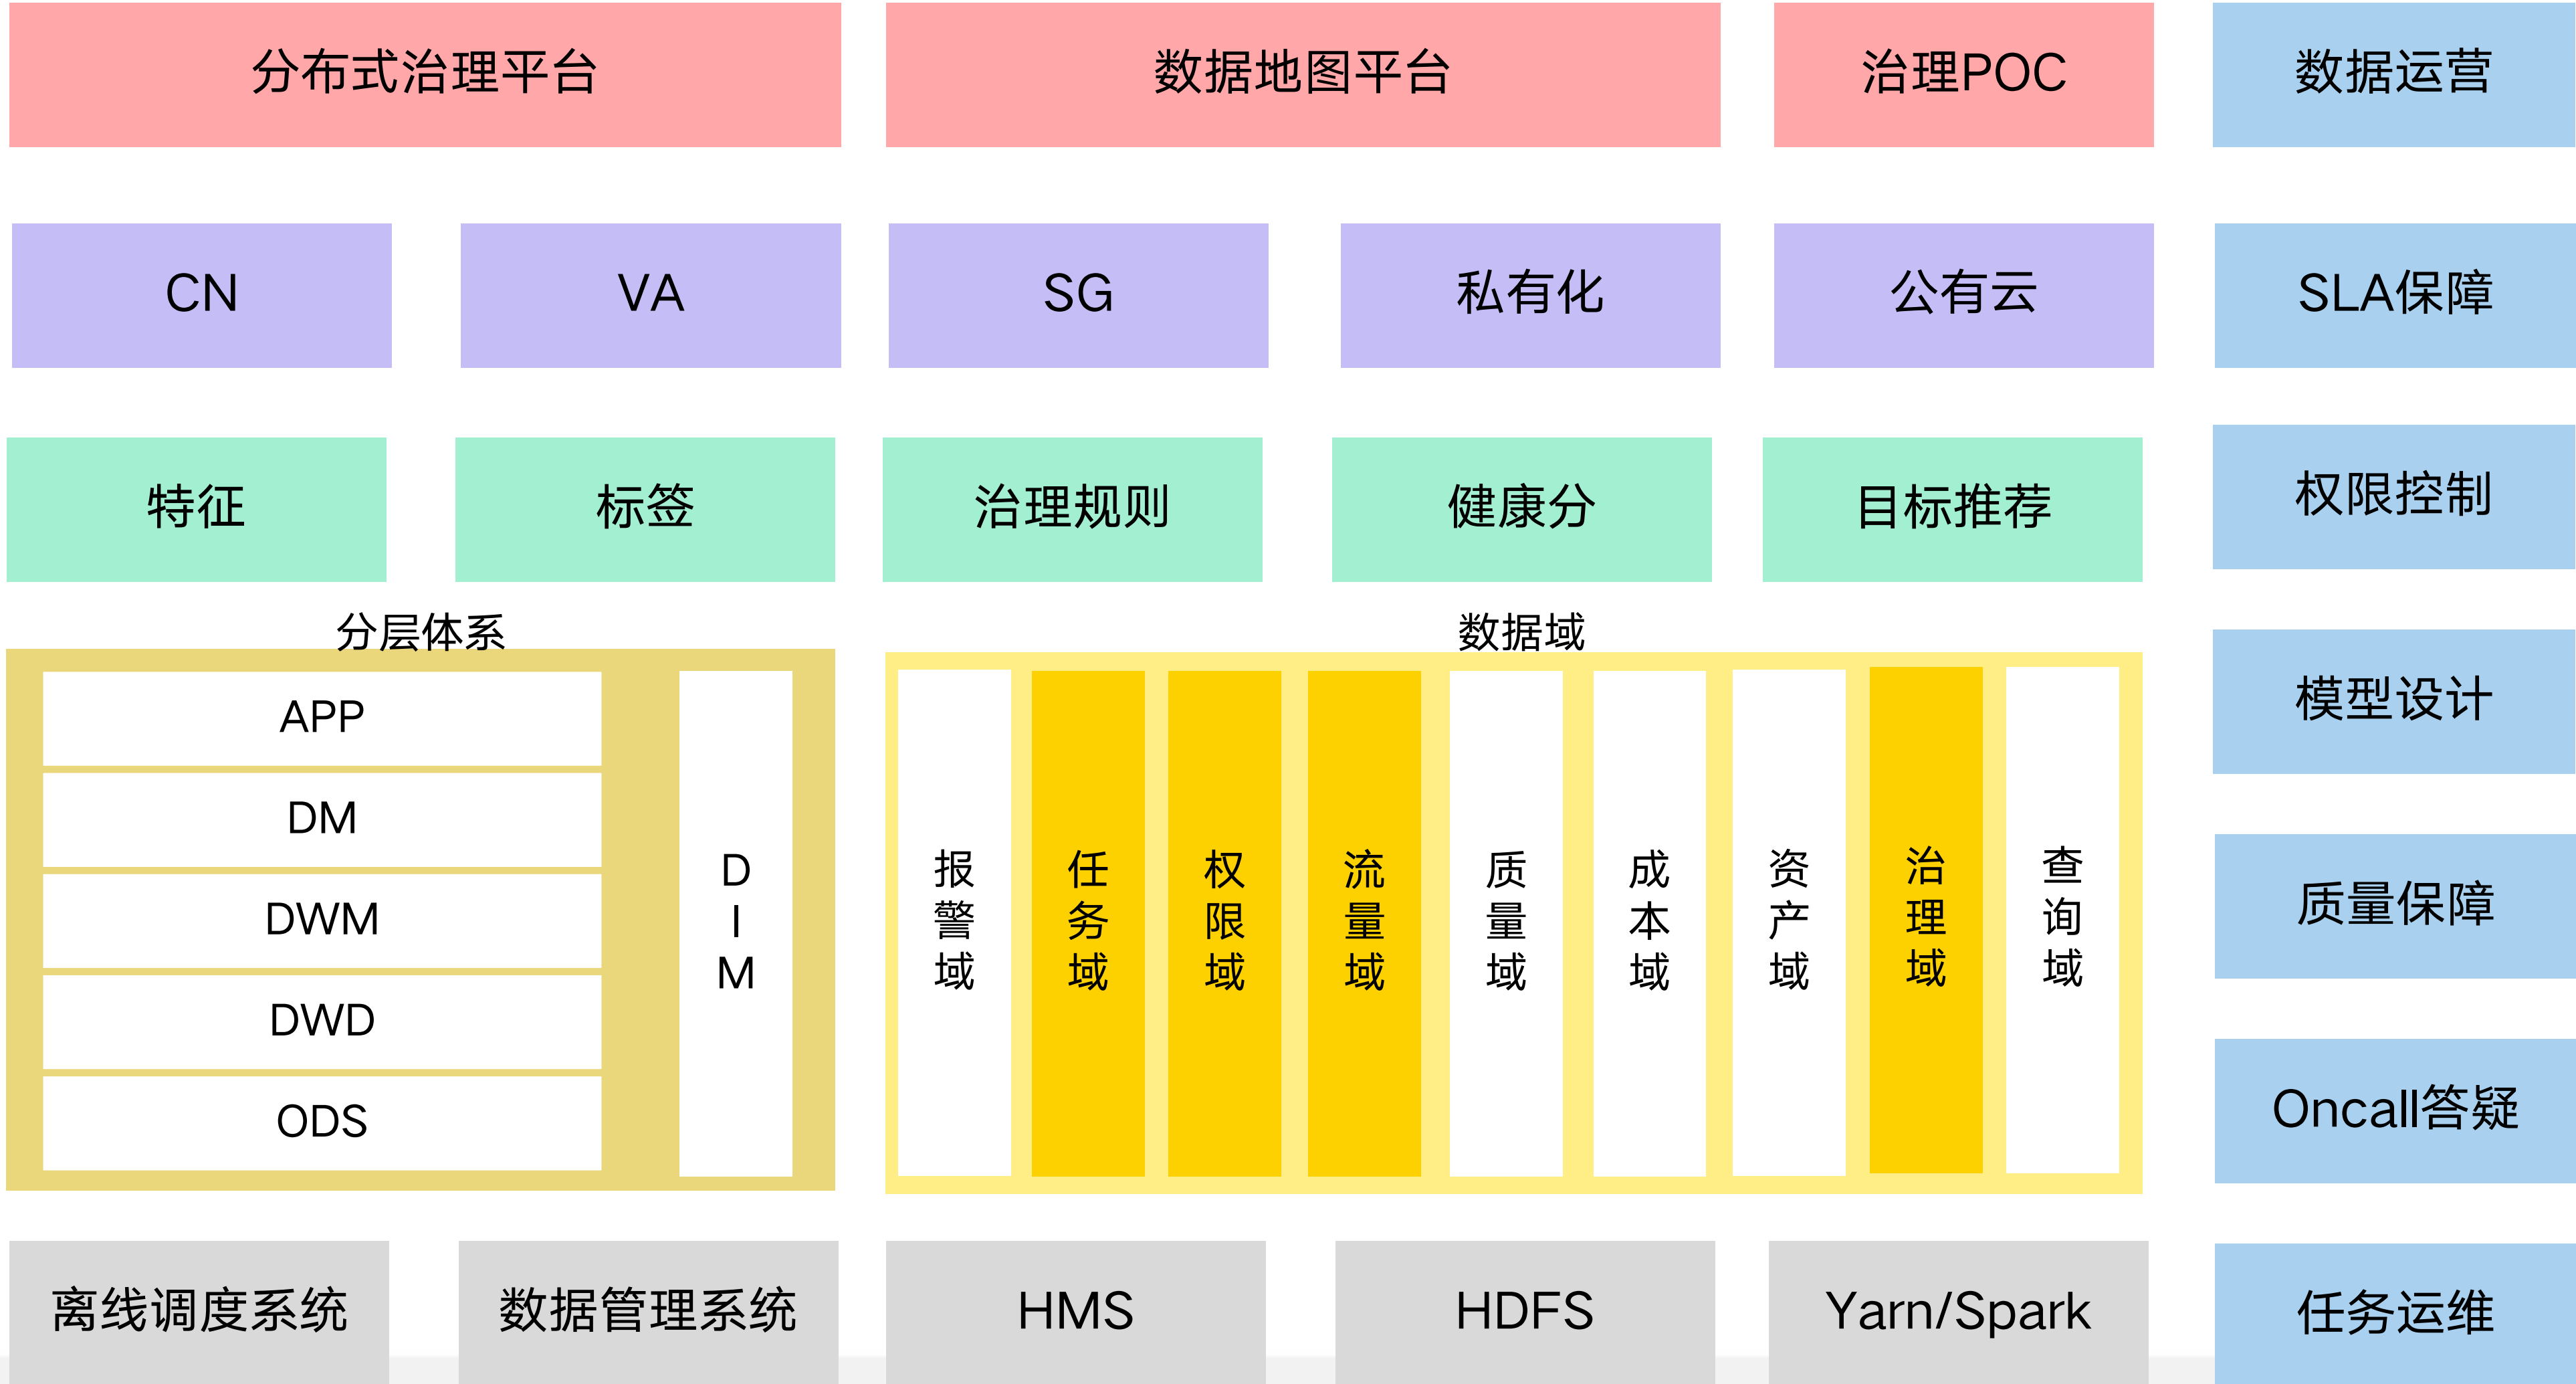 分布式治理平台
数据地图平台
治理POC
数据运营
CN
VA
SG
私有化
公有云
SLA保障
特征
标签
治理规则
健康分
目标推荐
权限控制
分层体系
APP
DM
DWM
DWD
ODS
DIM
数据域
报警域
任务域
权限域
流量域
质量域
成本域
资产域
治理域
查询域
模型设计
质量保障
Oncall答疑
离线调度系统
数据管理系统
HMS
HDFS
Yarn/Spark
任务运维